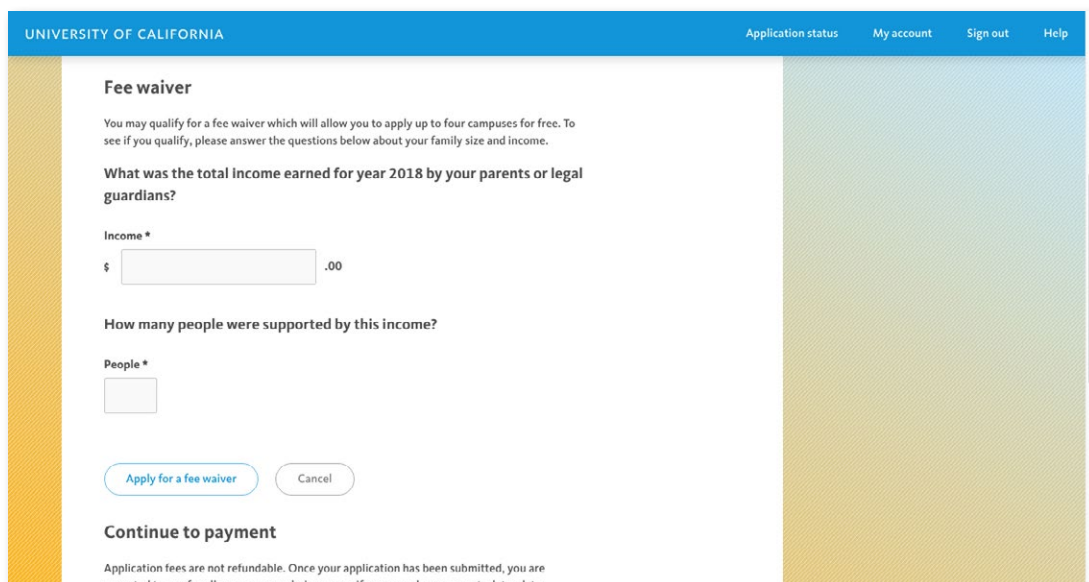 UNIVERSITY OF CALIFORNIA
Application status
My account
Sign out
Help
Fee waiver
You may qualify for a fee waiver which will allow you to apply up to four campuses for free. To
see if you qualify, please answer the questions below about your family size and income.
What was the total income earned for year 2018 by your parents or legal
guardians?
Income *
$ .00
How many people were supported by this income?
People *
Apply for a fee waiver
Cancel
Continue to payment
Application fees are not refundable. Once your application has been submitted, you are